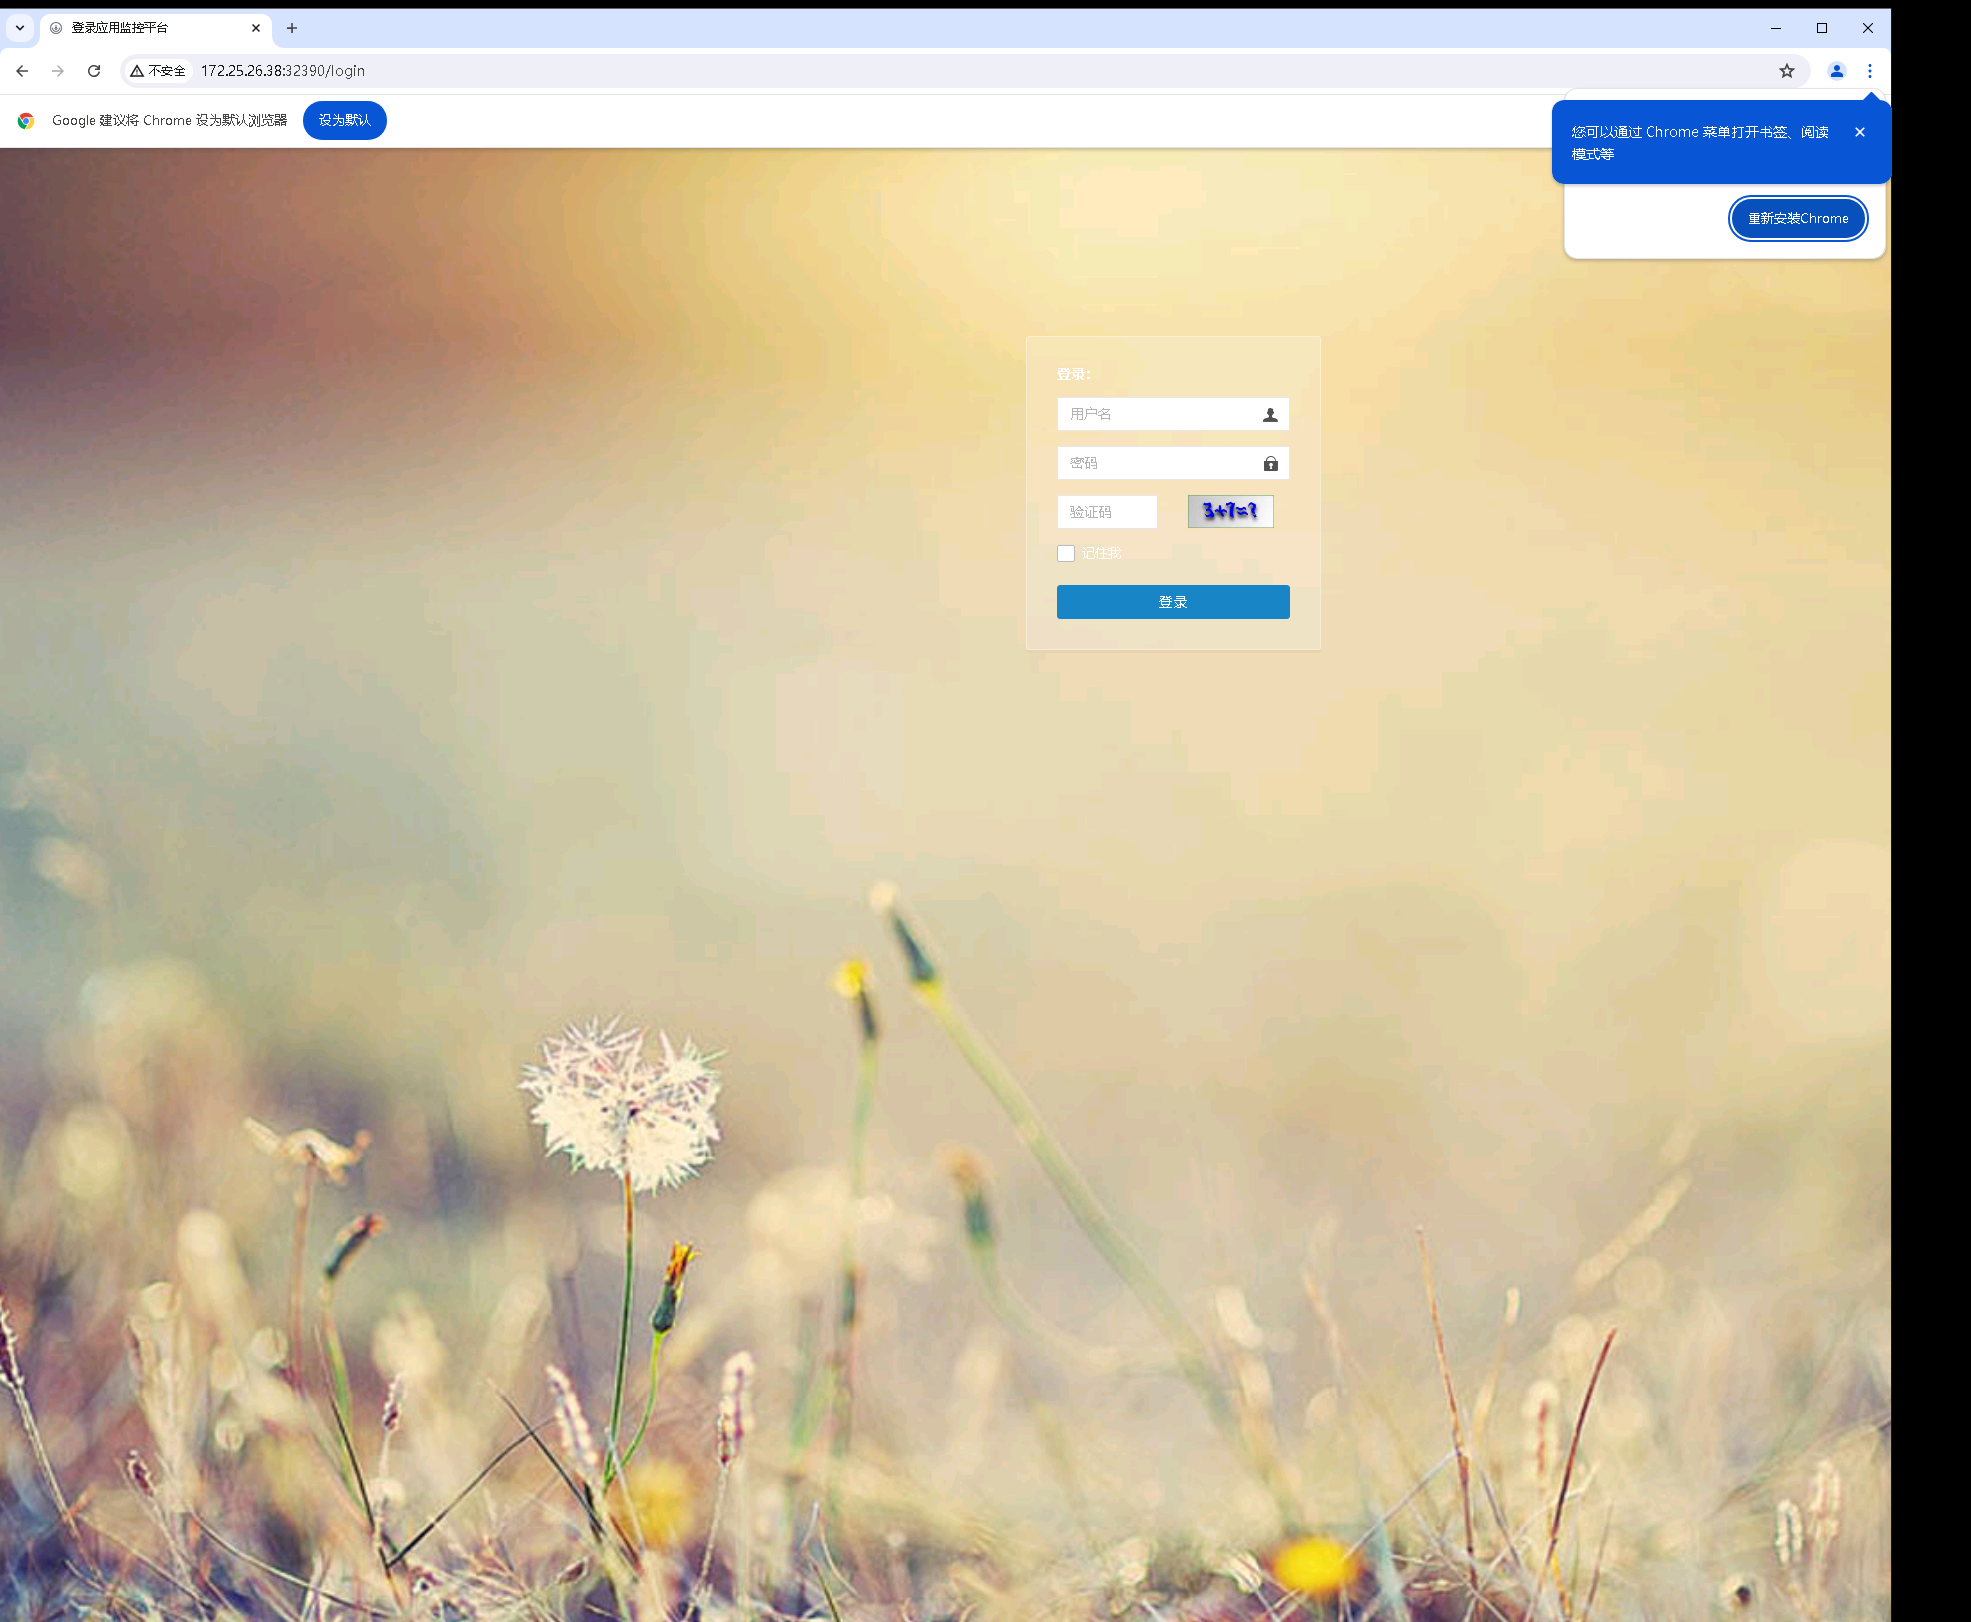 登录应用监控平台
不安全
172.25.26.38:32390/login
Google 建议将 Chrome 设为默认浏览器
设为默认
您可以通过 Chrome 菜单打开书签、阅读
模式等
重新安装Chrome
登录：
用户名
密码
验证码
3+7=?
记住我
登录